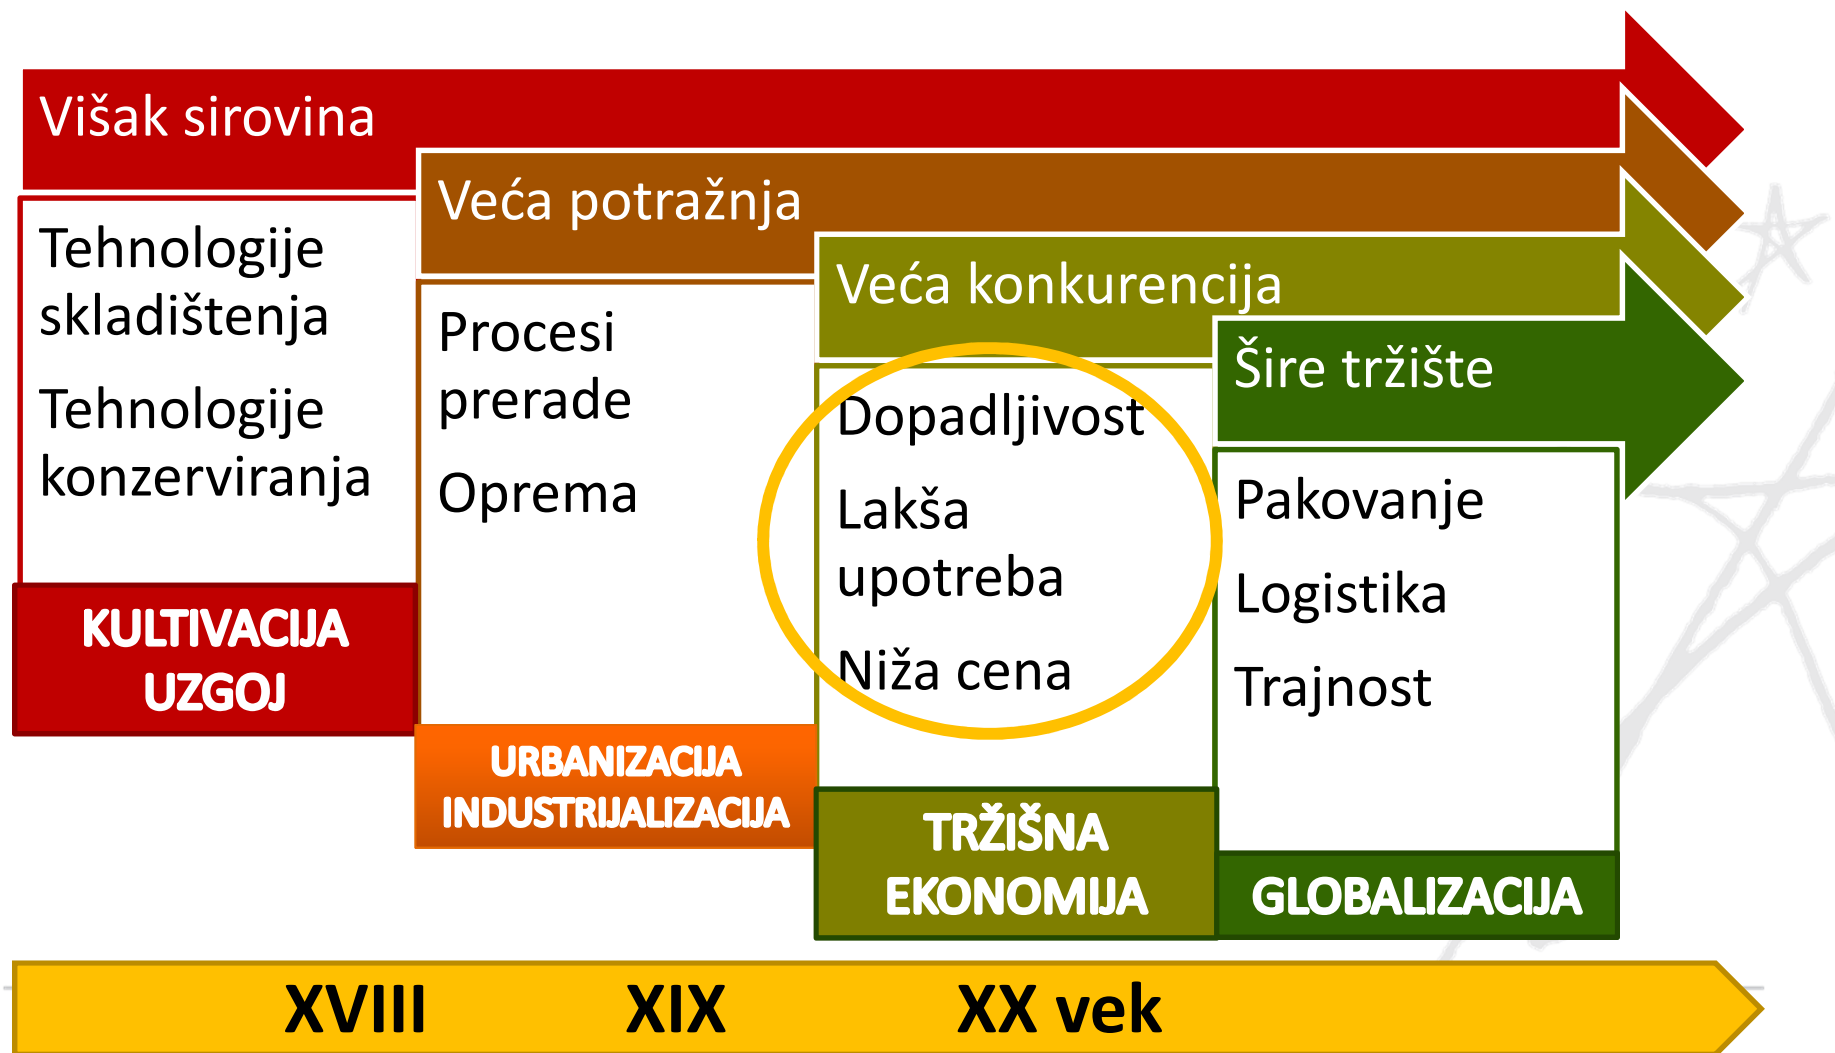 Višak sirovina
Tehnologije
skladištenja
Tehnologije
konzerviranja
KULTIVACIJA
UZGOJ
Veća potražnja
Procesi
prerade
Oprema
URBANIZACIJA
INDUSTRIJALIZACIJA
Veća konkurencija
Dopadljivost
Lakša
upotreba
Niža cena
TRŽIŠNA
EKONOMIJA
Šire tržište
Pakovanje
Logistika
Trajnost
GLOBALIZACIJA
XVIII XIX XX vek